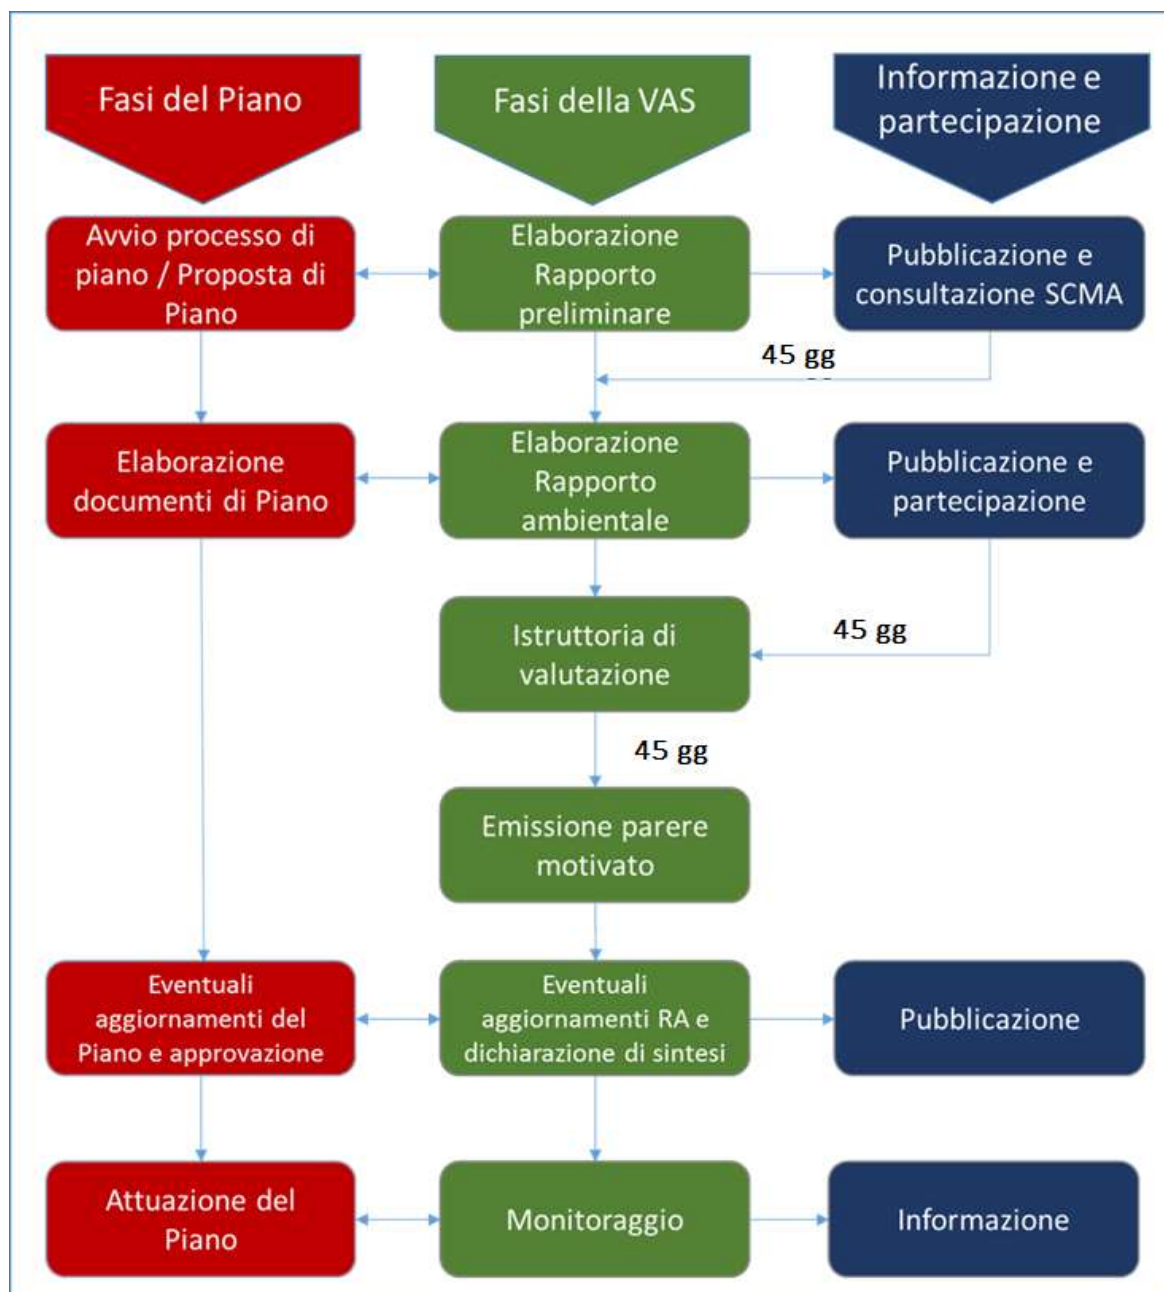 Fasi del Piano
Fasi della VAS
Informazione e
partecipazione
Avvio processo di
piano / Proposta di
Piano
Elaborazione
Rapporto
preliminare
Pubblicazione e
consultazione SCMA
45 gg
Elaborazione
documenti di Piano
Elaborazione
Rapporto
ambientale
Pubblicazione e
partecipazione
45 gg
Istruttoria di
valutazione
45 gg
Emissione parere
motivato
Eventuali
aggiornamenti del
Piano e approvazione
Eventuali
aggiornamenti RA e
dichiarazione di sintesi
Pubblicazione
Attuazione del
Piano
Monitoraggio
Informazione